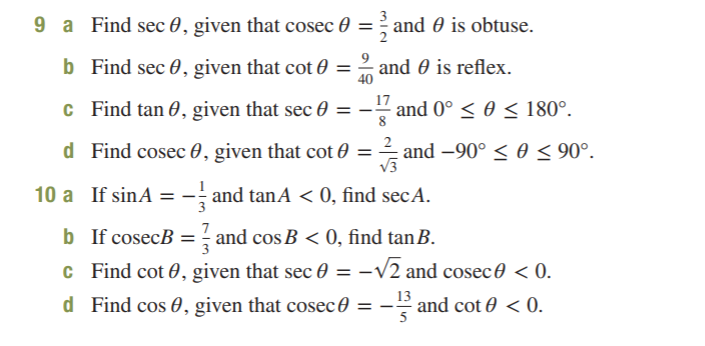 9 a Find sec θ, given that cosec θ = 3/2 and θ is obtuse.
b Find sec θ, given that cot θ = 9/40 and θ is reflex.
c Find tan θ, given that sec θ = −17/8 and 0° ≤ θ ≤ 180°.
d Find cosec θ, given that cot θ = 2/√3 and −90° ≤ θ ≤ 90°.
10 a If sin A = −1/3 and tan A < 0, find sec A.
b If cosec B = 7/3 and cos B < 0, find tan B.
c Find cot θ, given that sec θ = −√2 and cosec θ < 0.
d Find cos θ, given that cosec θ = −13/5 and cot θ < 0.